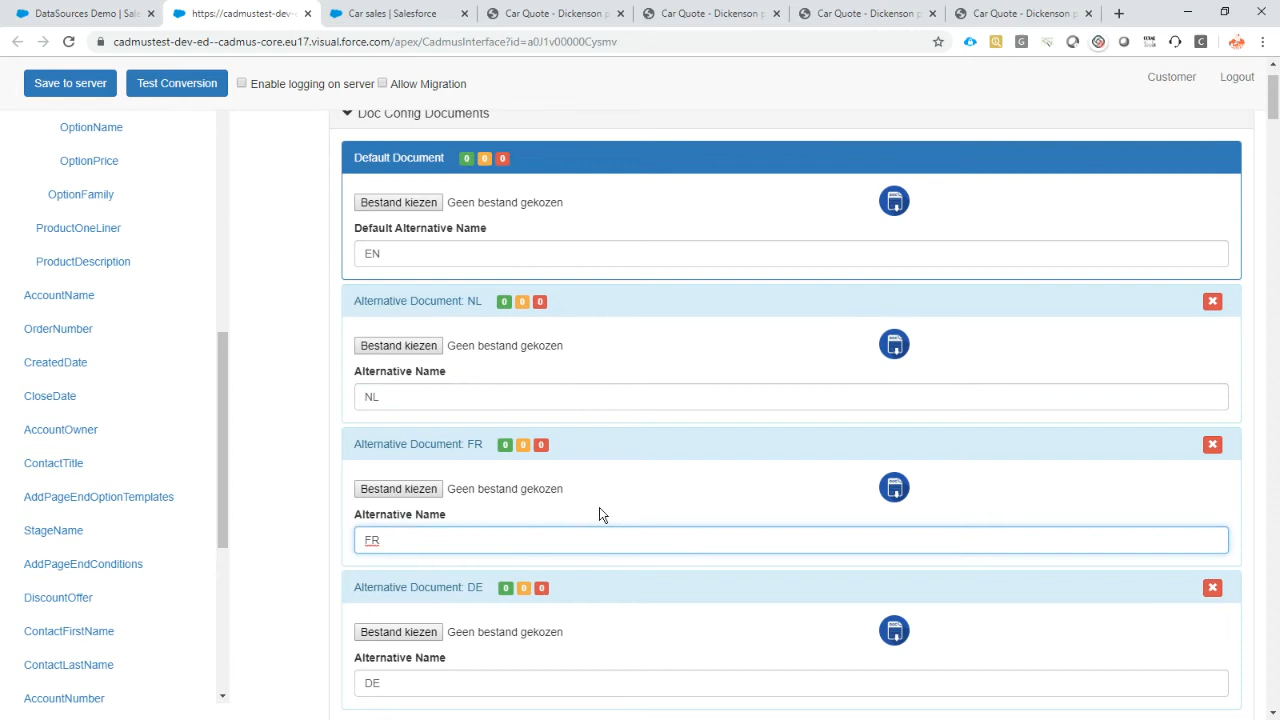 DataSources Demo | Sale
https://cadmustest-dev-e
Car sales | Salesforce
Car Quote - Dickenson p
Car Quote - Dickenson p
Car Quote - Dickenson p
Car Quote - Dickenson p
cadmustest-dev-ed--cadmus-core.eu17.visual.force.com/apex/CadmusInterface?id=a0J1v00000Cysmv
Save to server
Test Conversion
Enable logging on server
Allow Migration
Customer
Logout
OptionName
OptionPrice
OptionFamily
ProductOneLiner
ProductDescription
AccountName
OrderNumber
CreatedDate
CloseDate
AccountOwner
ContactTitle
AddPageEndOptionTemplates
StageName
AddPageEndConditions
DiscountOffer
ContactFirstName
ContactLastName
AccountNumber
Doc Config Documents
Default Document 0 0 0
Bestand kiezen Geen bestand gekozen
Default Alternative Name
EN
Alternative Document: NL 0 0 0
Bestand kiezen Geen bestand gekozen
Alternative Name
NL
Alternative Document: FR 0 0 0
Bestand kiezen Geen bestand gekozen
Alternative Name
FR
Alternative Document: DE 0 0 0
Bestand kiezen Geen bestand gekozen
Alternative Name
DE